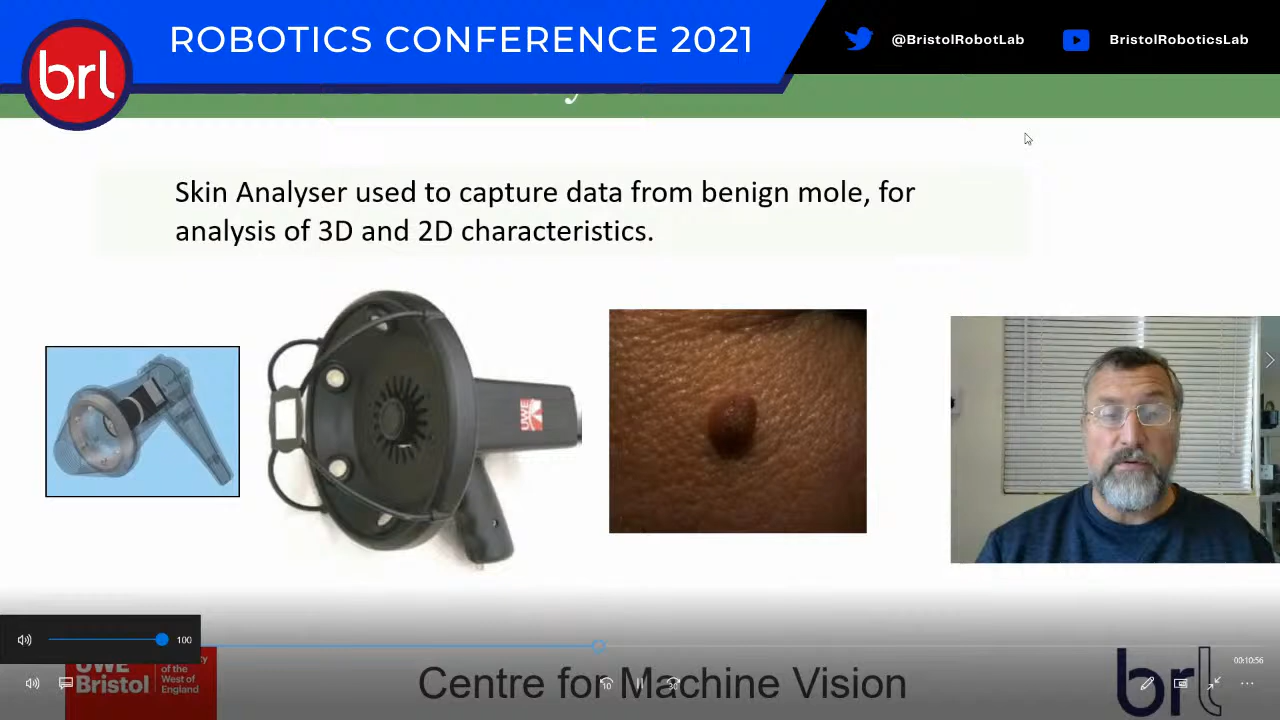 brl
ROBOTICS CONFERENCE 2021
@BristolRobotLab
BristolRoboticsLab
Skin Analyser used to capture data from benign mole, for
analysis of 3D and 2D characteristics.
UWE
100
00:10:56
UWE
Bristol
of the
West of
England
10
30
Centre for Machine Vision
brl